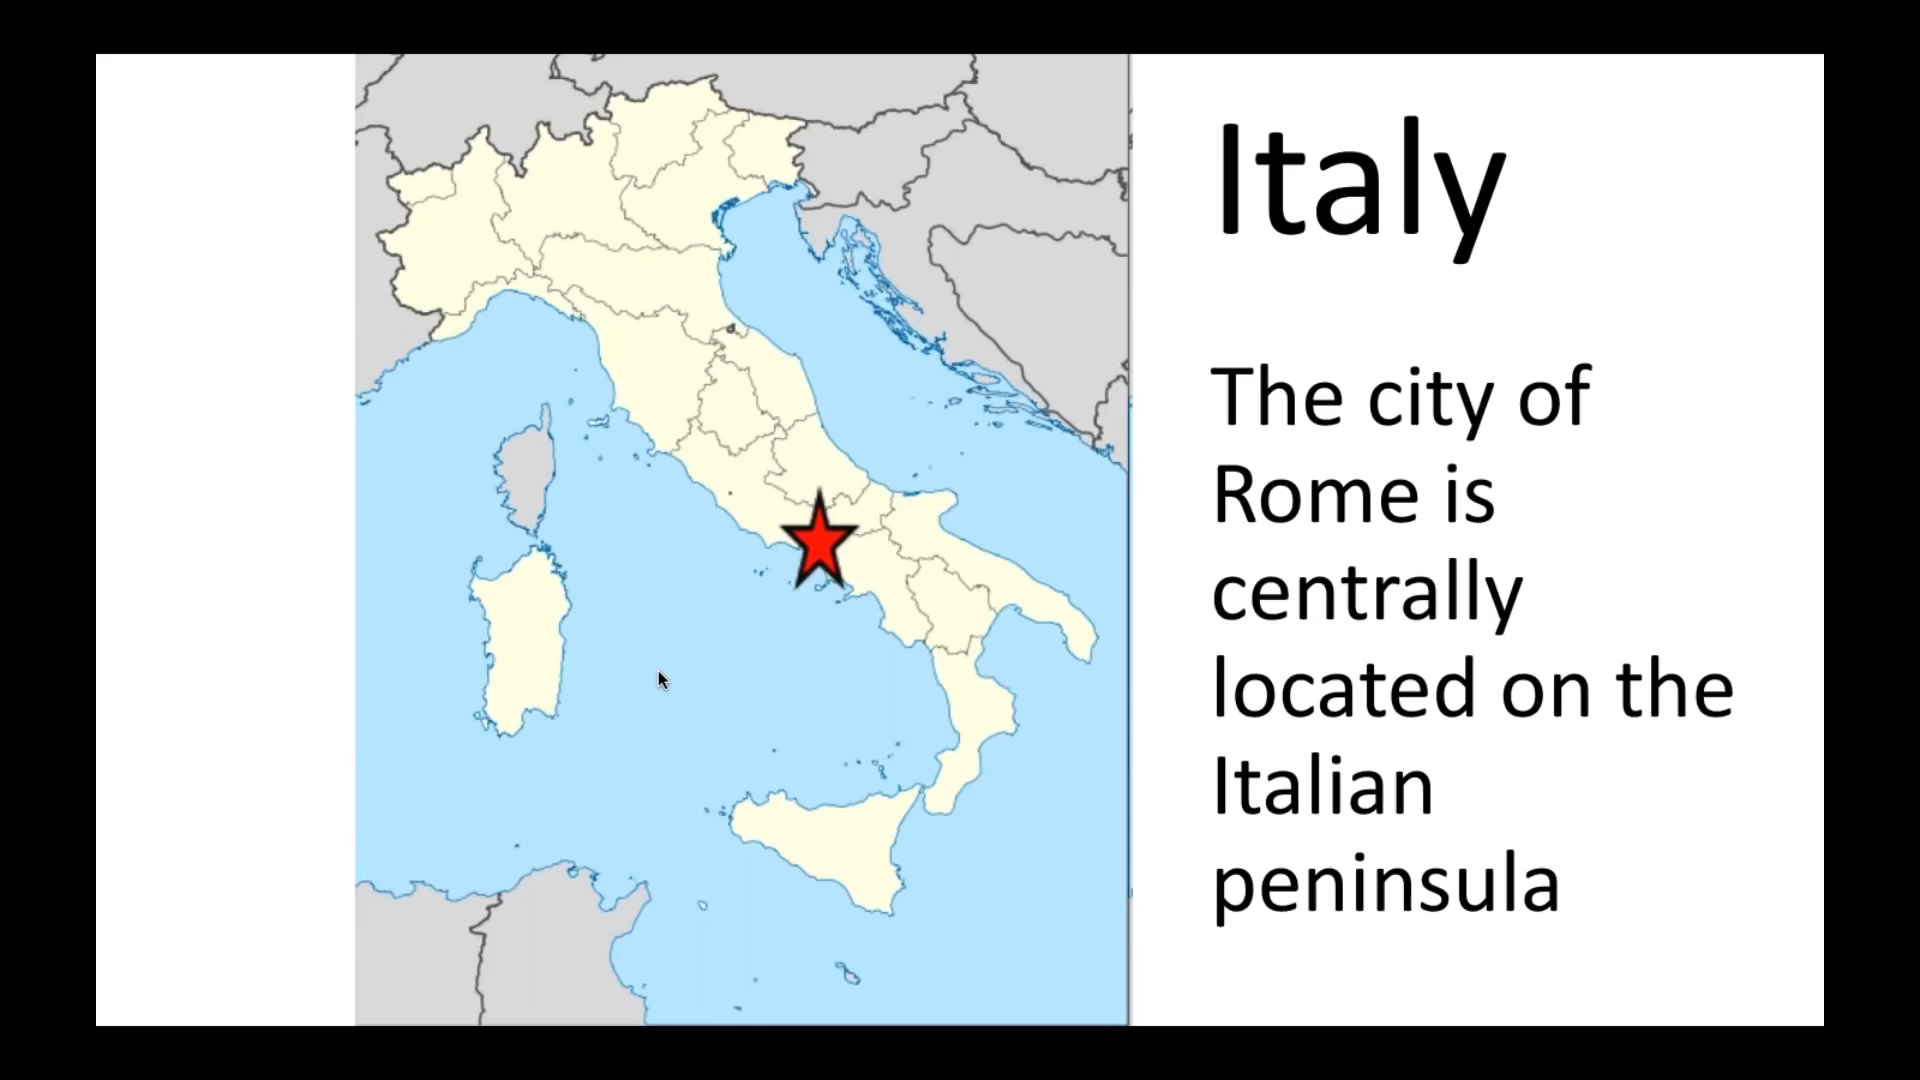 Italy
The city of
Rome is
centrally
located on the
Italian
peninsula